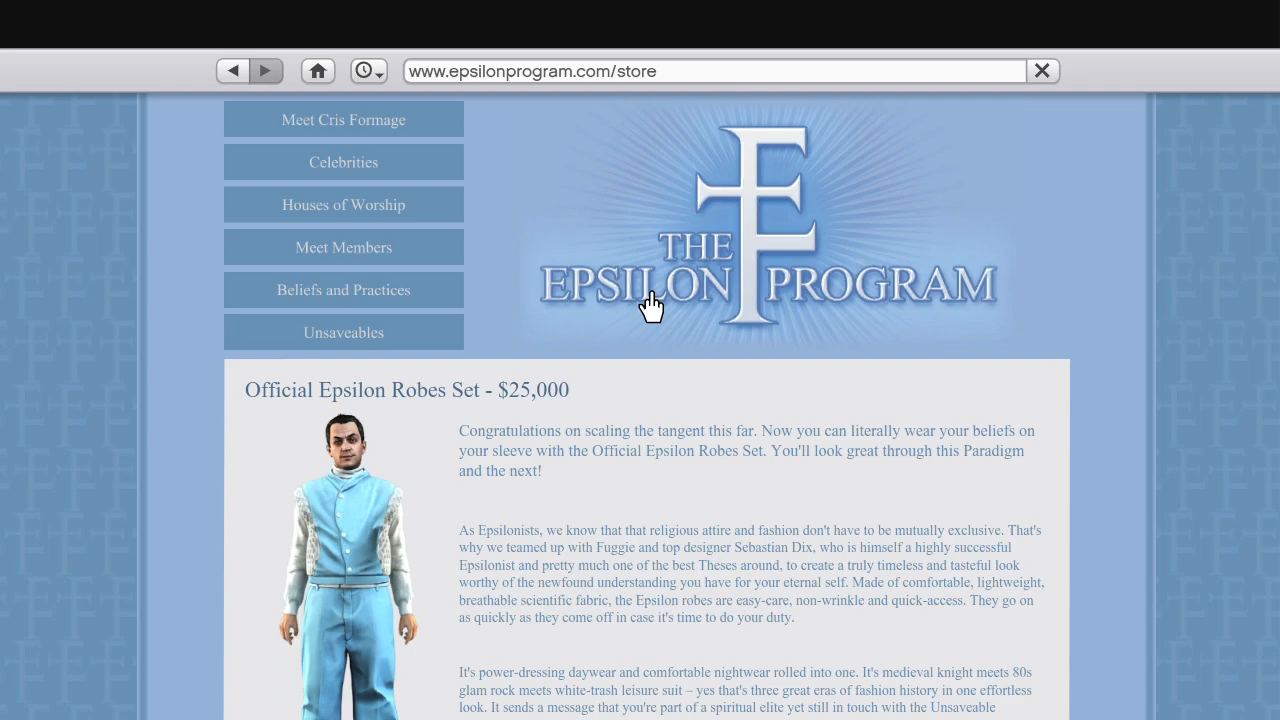 www.epsilonprogram.com/store
Meet Cris Formage
Celebrities
Houses of Worship
Meet Members
Beliefs and Practices
Unsaveables
THE
EPSILON PROGRAM
Official Epsilon Robes Set - $25,000
Congratulations on scaling the tangent this far. Now you can literally wear your beliefs on
your sleeve with the Official Epsilon Robes Set. You'll look great through this Paradigm
and the next!
As Epsilonists, we know that that religious attire and fashion don't have to be mutually exclusive. That's
why we teamed up with Fuggie and top designer Sebastian Dix, who is himself a highly successful
Epsilonist and pretty much one of the best Theses around, to create a truly timeless and tasteful look
worthy of the newfound understanding you have for your eternal self. Made of comfortable, lightweight,
breathable scientific fabric, the Epsilon robes are easy-care, non-wrinkle and quick-access. They go on
as quickly as they come off in case it's time to do your duty.
It's power-dressing daywear and comfortable nightwear rolled into one. It's medieval knight meets 80s
glam rock meets white-trash leisure suit – yes that's three great eras of fashion history in one effortless
look. It sends a message that you're part of a spiritual elite yet still in touch with the Unsaveable